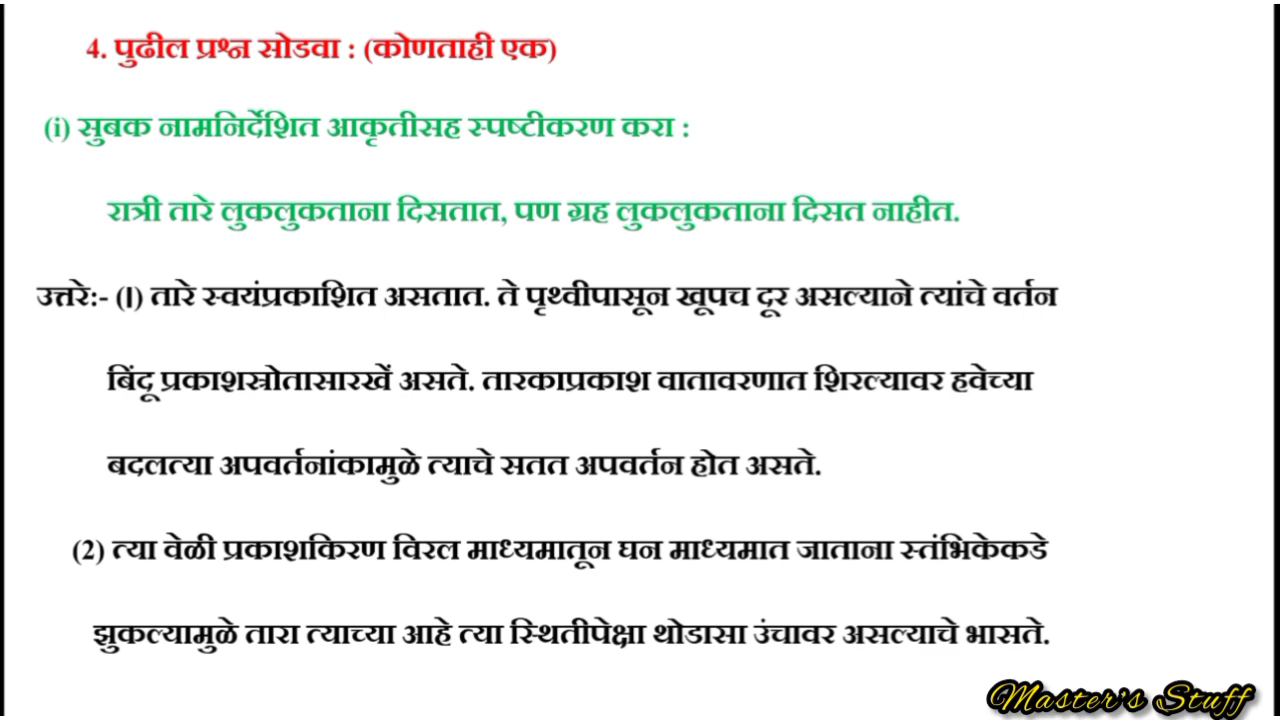 4. पुढील प्रश्न सोडवा : (कोणताही एक)
(i) सुबक नामनिर्देशित आकृतीसह स्पष्टीकरण करा :
रात्री तारे लुकलुकताना दिसतात, पण ग्रह लुकलुकताना दिसत नाहीत.
उत्तरे:- (l) तारे स्वयंप्रकाशित असतात. ते पृथ्वीपासून खूपच दूर असल्याने त्यांचे वर्तन
बिंदू प्रकाशस्रोतासारखें असते. तारकाप्रकाश वातावरणात शिरल्यावर हवेच्या
बदलत्या अपवर्तनांकामुळे त्याचे सतत अपवर्तन होत असते.
(2) त्या वेळी प्रकाशकिरण विरल माध्यमातून घन माध्यमात जाताना स्तंभिकेकडे
झुकल्यामुळे तारा त्याच्या आहे त्या स्थितीपेक्षा थोडासा उंचावर असल्याचे भासते.
Master's Stuff